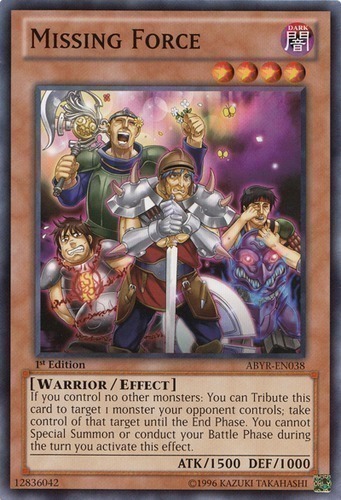 MISSING FORCE
DARK
闇
1st Edition
ABYR-EN038
[WARRIOR / EFFECT]
If you control no other monsters: You can Tribute this
card to target 1 monster your opponent controls; take
control of that target until the End Phase. You cannot
Special Summon or conduct your Battle Phase during
the turn you activate this effect.
ATK/1500 DEF/1000
12836042
©1996 KAZUKI TAKAHASHI